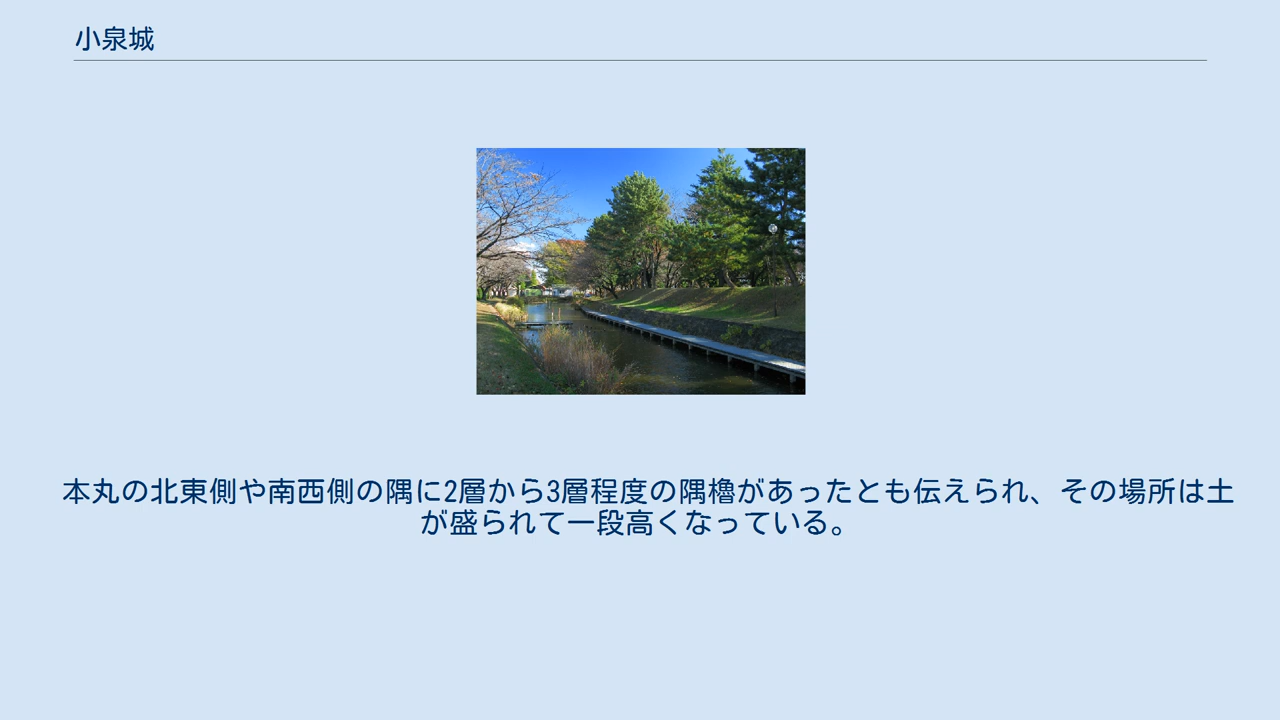 小泉城
本丸の北東側や南西側の隅に2層から3層程度の隅櫓があったとも伝えられ、その場所は土
が盛られて一段高くなっている。